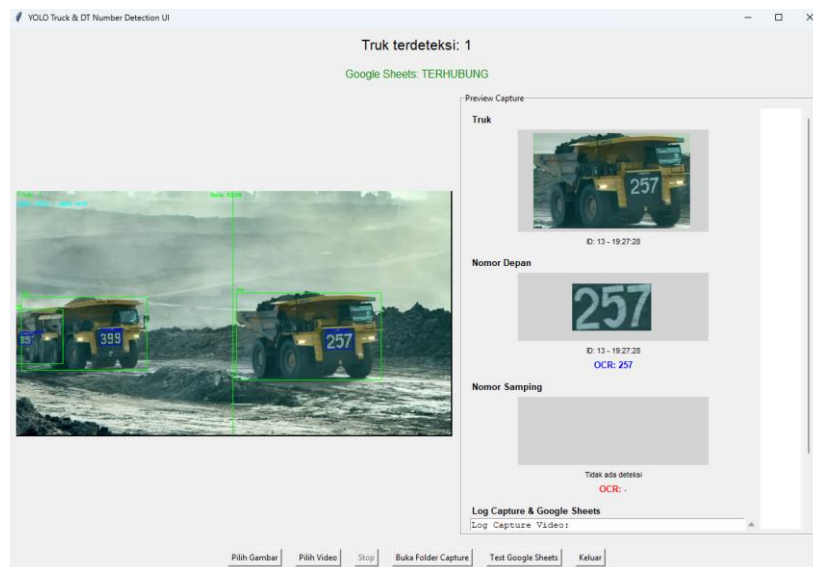 YOLO Truck & DT Number Detection UI
Truk terdeteksi: 1
Google Sheets: TERHUBUNG
399
257
Preview Capture
Truk
257
ID: 13 - 19:27:28
Nomor Depan
257
ID: 13 - 19:27:28
OCR: 257
Nomor Samping
Tidak ada deteksi
OCR: -
Log Capture & Google Sheets
Log Capture Video:
Pilih Gambar
Pilih Video
Stop
Buka Folder Capture
Test Google Sheets
Keluar